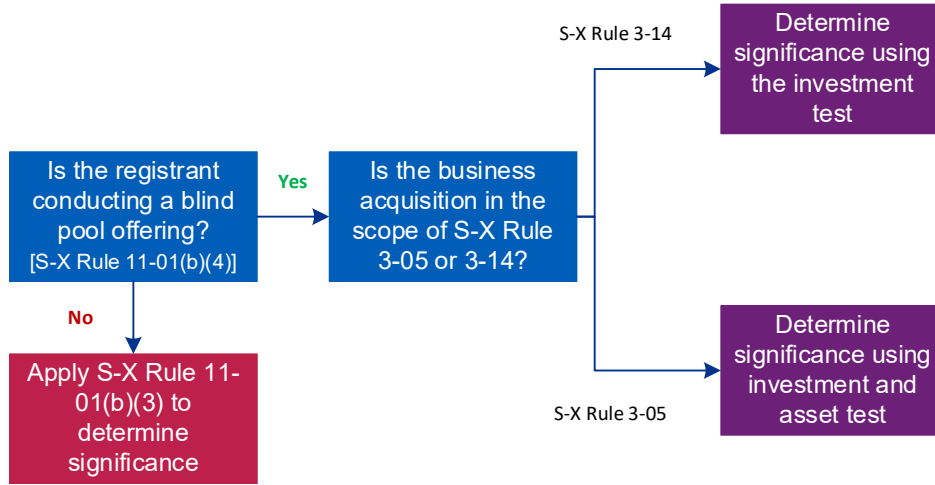 S-X Rule 3-14
Determine
significance using
the investment
test
Is the registrant
conducting a blind
pool offering?
[S-X Rule 11-01(b)(4)]
Yes
Is the business
acquisition in the
scope of S-X Rule
3-05 or 3-14?
No
Apply S-X Rule 11-
01(b)(3) to
determine
significance
S-X Rule 3-05
Determine
significance using
investment and
asset test